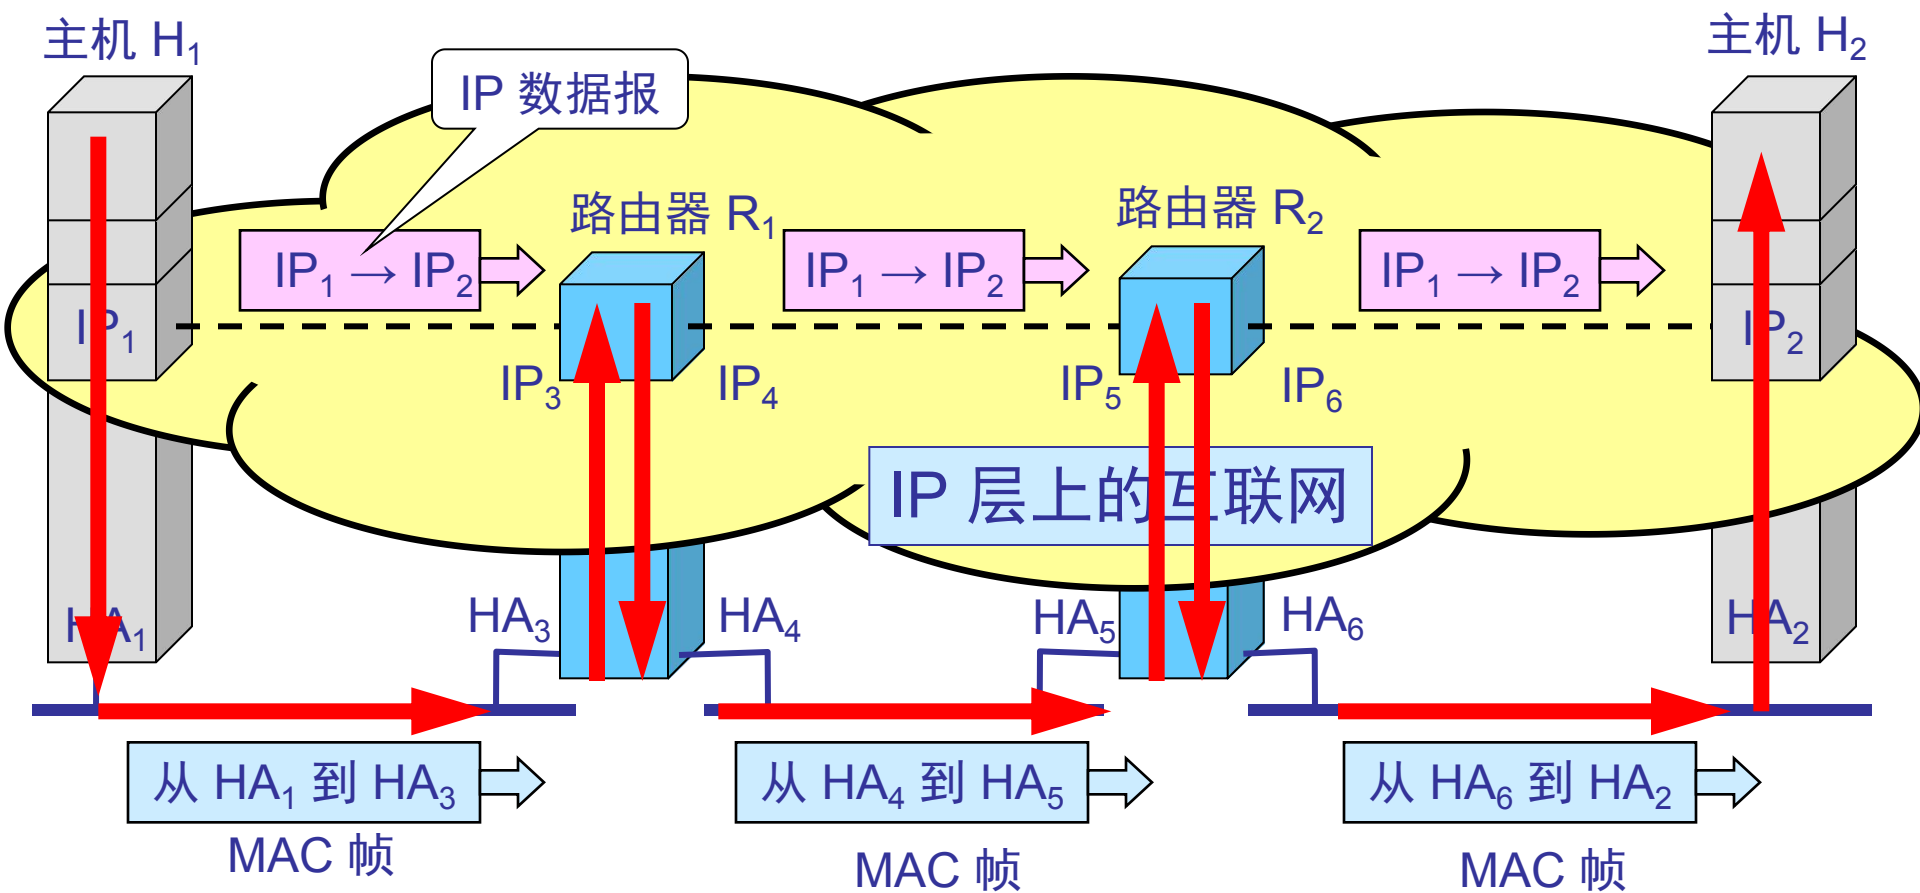 主机 H₁
主机 H₂
IP 数据报
路由器 R₁
路由器 R₂
IP₁ → IP₂
IP₁ → IP₂
IP₁ → IP₂
IP₁
IP₂
IP₃
IP₄
IP₅
IP₆
IP 层上的互联网
HA₁
HA₃
HA₄
HA₅
HA₆
HA₂
从 HA₁ 到 HA₃
从 HA₄ 到 HA₅
从 HA₆ 到 HA₂
MAC 帧
MAC 帧
MAC 帧